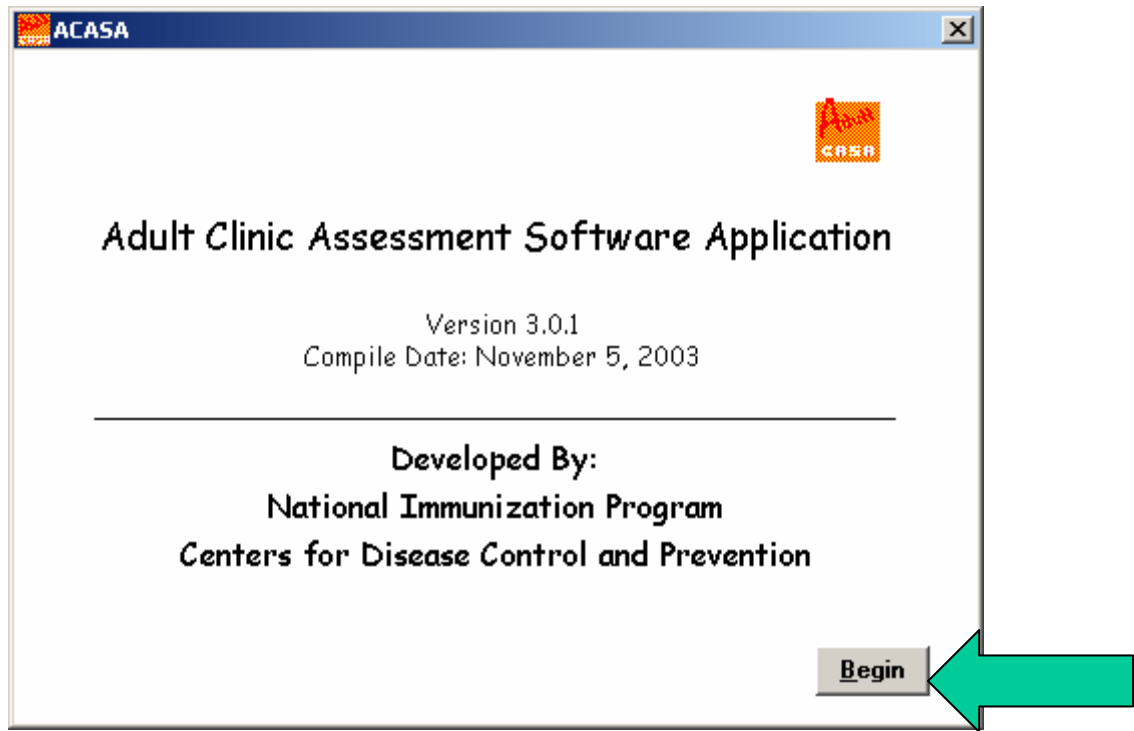 ACASA
Adult
CASA
Adult Clinic Assessment Software Application
Version 3.0.1
Compile Date: November 5, 2003
Developed By:
National Immunization Program
Centers for Disease Control and Prevention
Begin